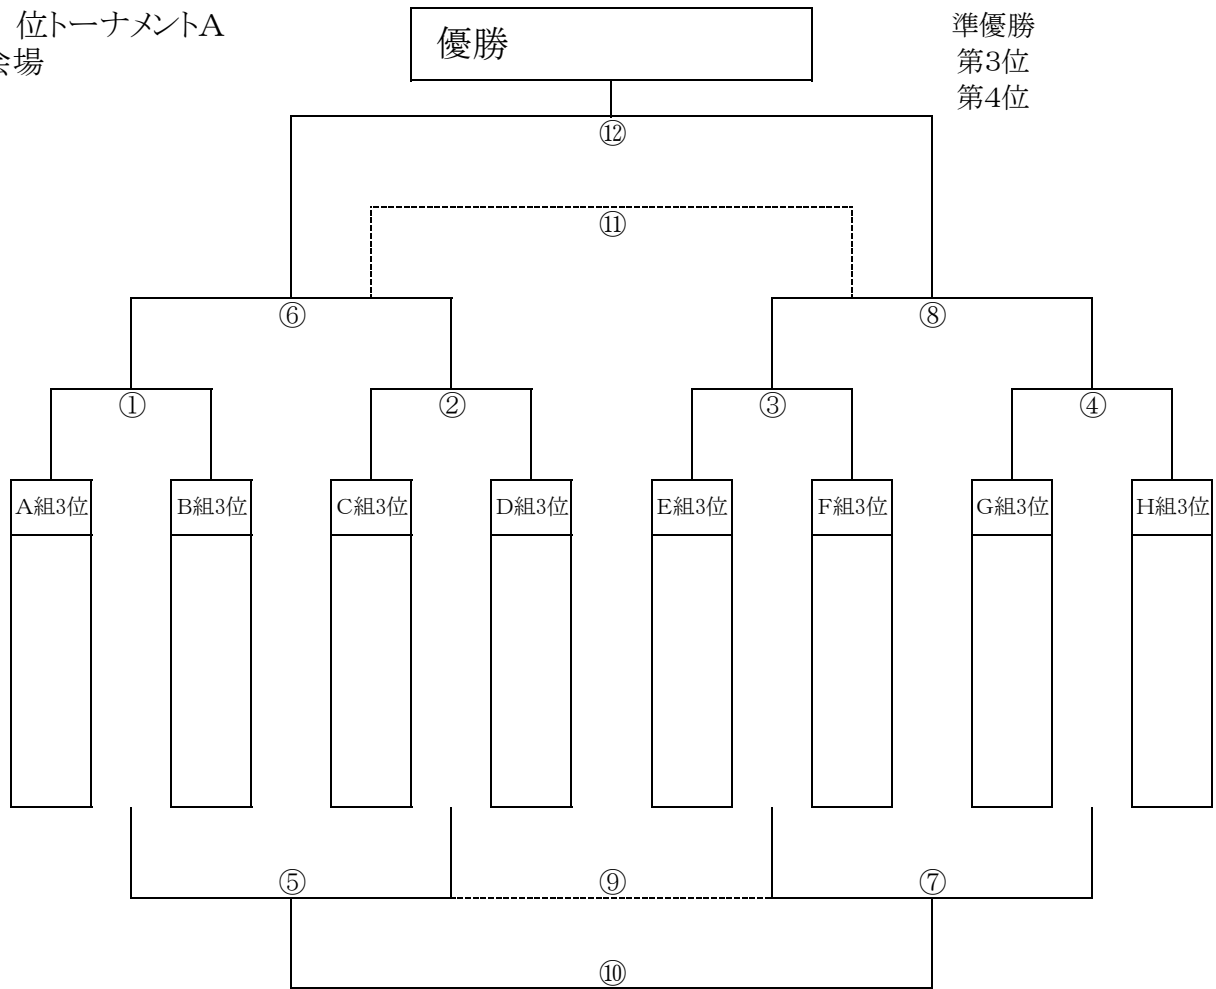 位トーナメントA
会場
優勝
準優勝
第3位
第4位
⑫
⑪
⑥
⑧
①
②
③
④
A組3位
B組3位
C組3位
D組3位
E組3位
F組3位
G組3位
H組3位
⑤
⑨
⑦
⑩